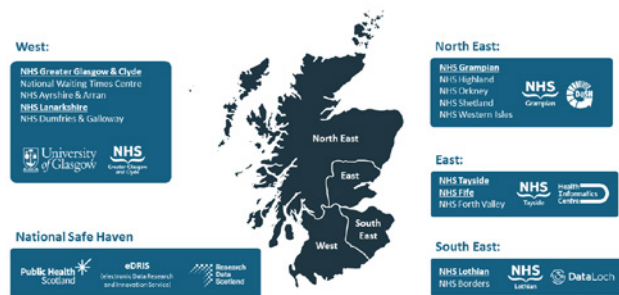 West:
NHS Greater Glasgow & Clyde
National Waiting Times Centre
NHS Ayrshire & Arran
NHS Lanarkshire
NHS Dumfries & Galloway
University
of Glasgow
NHS
Greater Glasgow
and Clyde
National Safe Haven
Public Health
Scotland
eDRIS
(electronic Data Research
and Innovation Service)
Research
Data
Scotland
North East
East
West
South
East
North East:
NHS Grampian
NHS Highland
NHS Orkney
NHS Shetland
NHS Western Isles
NHS
Grampian
DaSH
East:
NHS Tayside
NHS Fife
NHS Forth Valley
NHS
Tayside
Health
Informatics
Centre
South East:
NHS Lothian
NHS Borders
NHS
Lothian
DataLoch